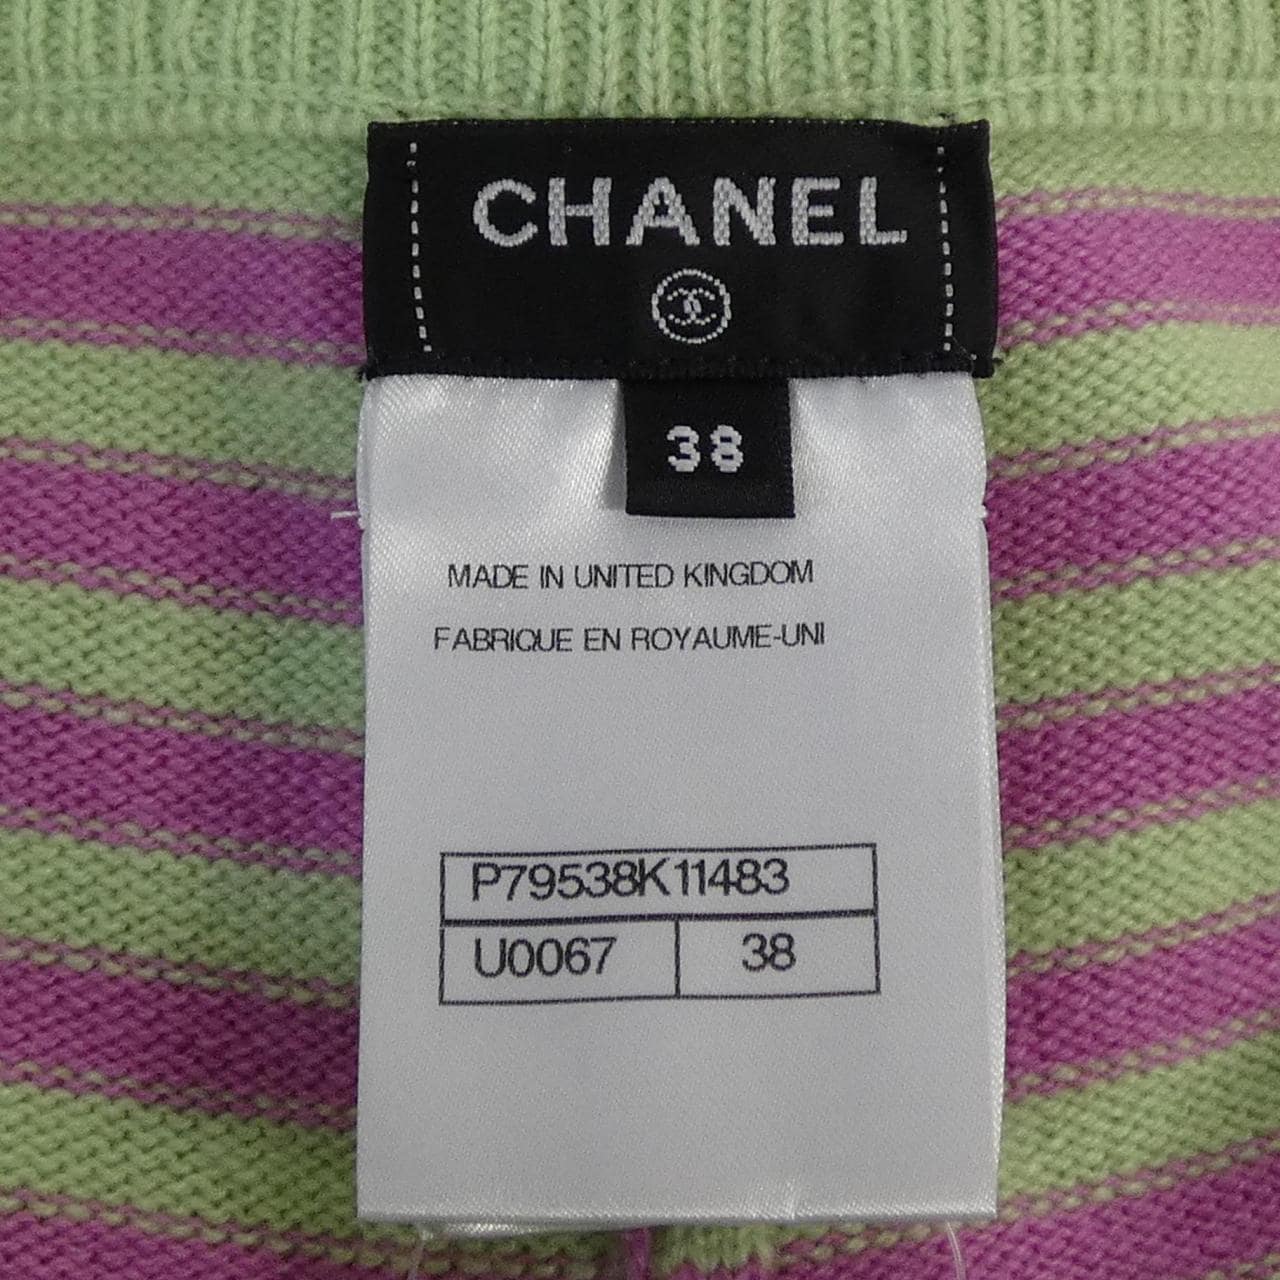 CHANEL
38
MADE IN UNITED KINGDOM
FABRIQUE EN ROYAUME-UNI
P79538K11483
U0067 38